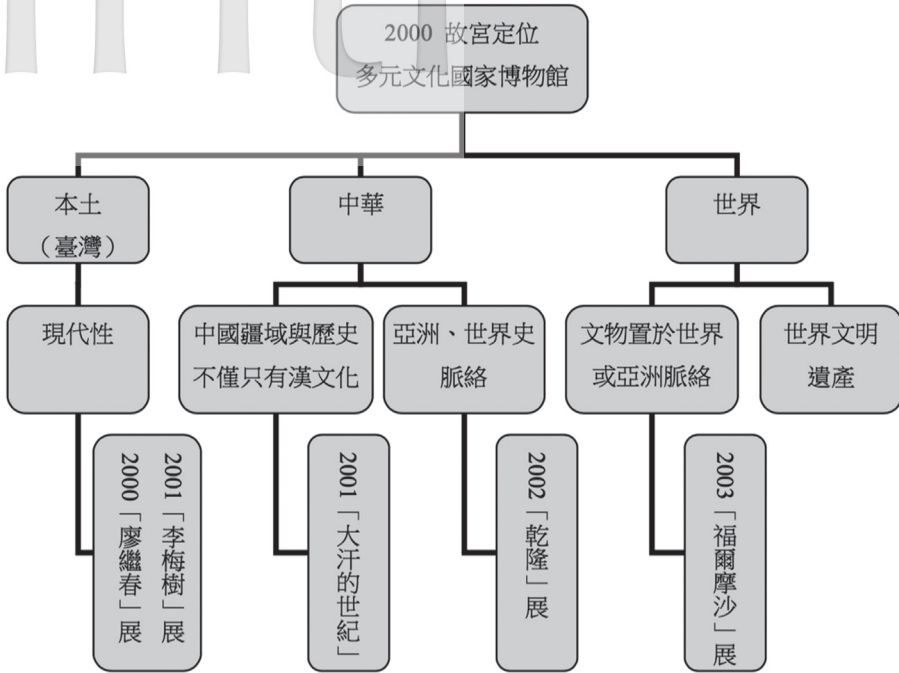 2000 故宮定位
多元文化國家博物館
本土
（臺灣）
中華
世界
現代性
中國疆域與歷史
不僅只有漢文化
亞洲、世界史
脈絡
文物置於世界
或亞洲脈絡
世界文明
遺產
2001「李梅樹」展
2000「廖繼春」展
2001「大汗的世紀」
2002「乾隆」展
2003「福爾摩沙」展